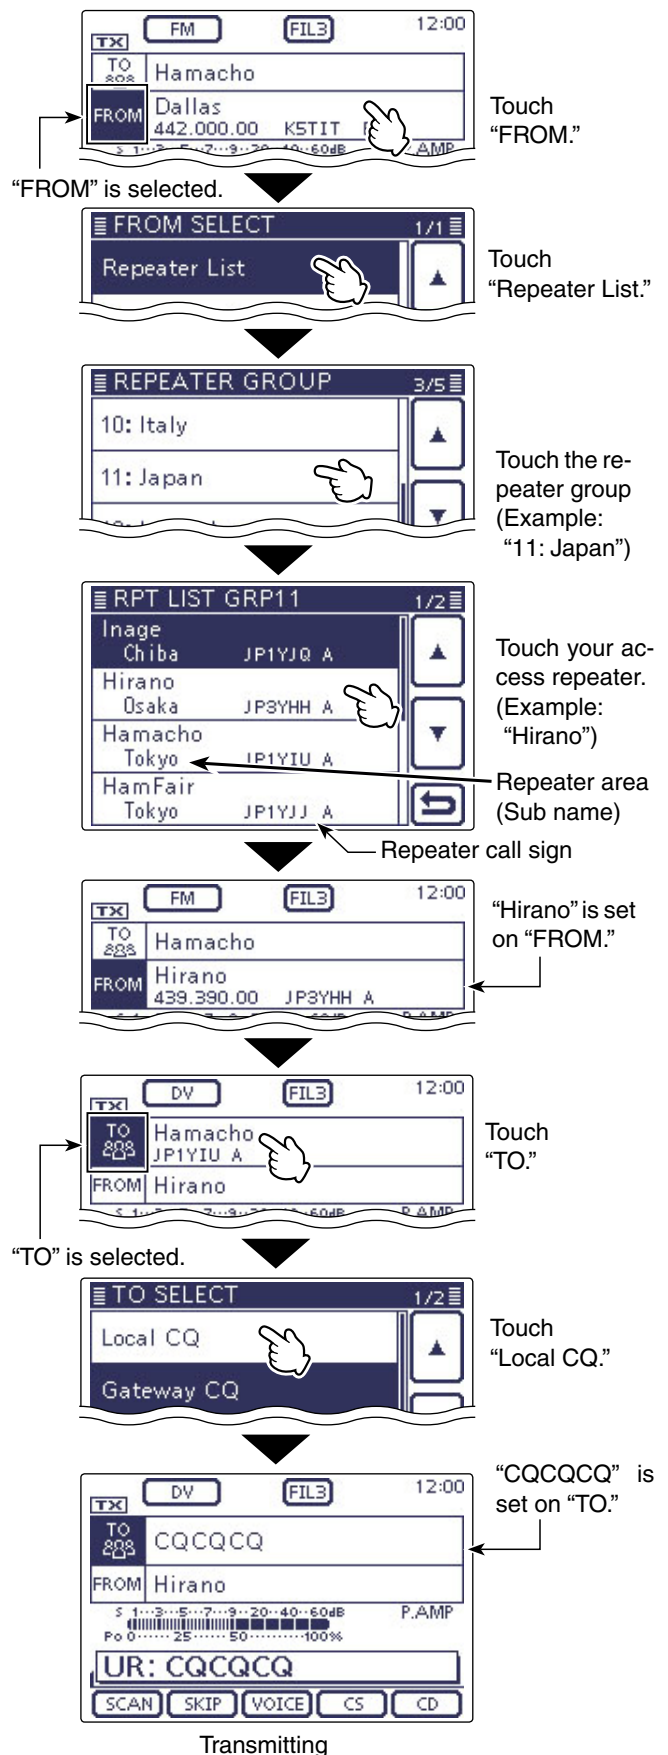 FM FIL3 12:00
TX
TO Hamacho
FROM Dallas
442.000.00 K5TIT
Touch
“FROM.”
“FROM” is selected.
FROM SELECT 1/1
Repeater List
Touch
“Repeater List.”
REPEATER GROUP 3/5
10: Italy
11: Japan
Touch the re-
peater group
(Example:
“11: Japan”)
RPT LIST GRP11 1/2
Inage
Chiba JP1YJQ A
Hirano
Osaka JP3YHH A
Hamacho
Tokyo JP1YIU A
HamFair
Tokyo JP1YJJ A
Touch your ac-
cess repeater.
(Example:
“Hirano”)
Repeater area
(Sub name)
Repeater call sign
FM FIL3 12:00
TX
TO Hamacho
FROM Hirano
439.390.00 JP3YHH A
“Hirano” is set
on “FROM.”
DV FIL3 12:00
TX
TO Hamacho
JP1YIU A
FROM Hirano
Touch
“TO.”
“TO” is selected.
TO SELECT 1/2
Local CQ
Gateway CQ
Touch
“Local CQ.”
DV FIL3 12:00
TX
TO CQCQCQ
FROM Hirano
S 1···3···5···7···9··20··40··60dB P.AMP
Po 0······25······50·········100%
UR: CQCQCQ
SCAN SKIP VOICE CS CD
“CQCQCQ” is
set on “TO.”
Transmitting